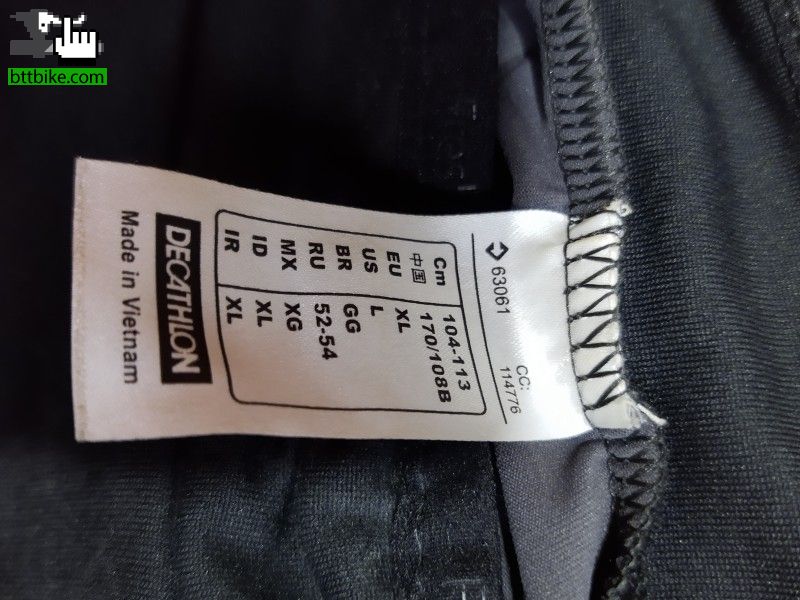 bttbike.com
63061
CC:
114776
Cm 104-113
中国 170/108B
EU XL
US L
BR GG
RU 52-54
MX XG
ID XL
IR XL
DECATHLON
Made in Vietnam